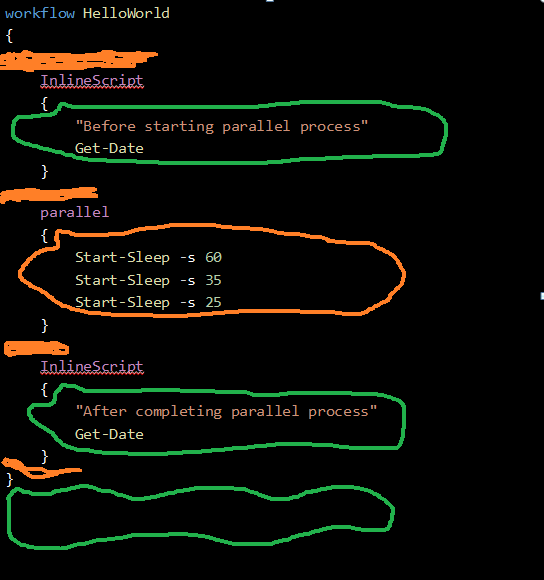 workflow HelloWorld
{
InlineScript
{
"Before starting parallel process"
Get-Date
}
parallel
{
Start-Sleep -s 60
Start-Sleep -s 35
Start-Sleep -s 25
}
InlineScript
{
"After completing parallel process"
Get-Date
}
}